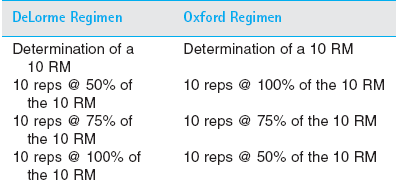 DeLorme Regimen Oxford Regimen
Determination of a Determination of a 10 RM
10 RM
10 reps @ 50% of 10 reps @ 100% of the 10 RM
the 10 RM
10 reps @ 75% of 10 reps @ 75% of the 10 RM
the 10 RM
10 reps @ 100% of 10 reps @ 50% of the 10 RM
the 10 RM